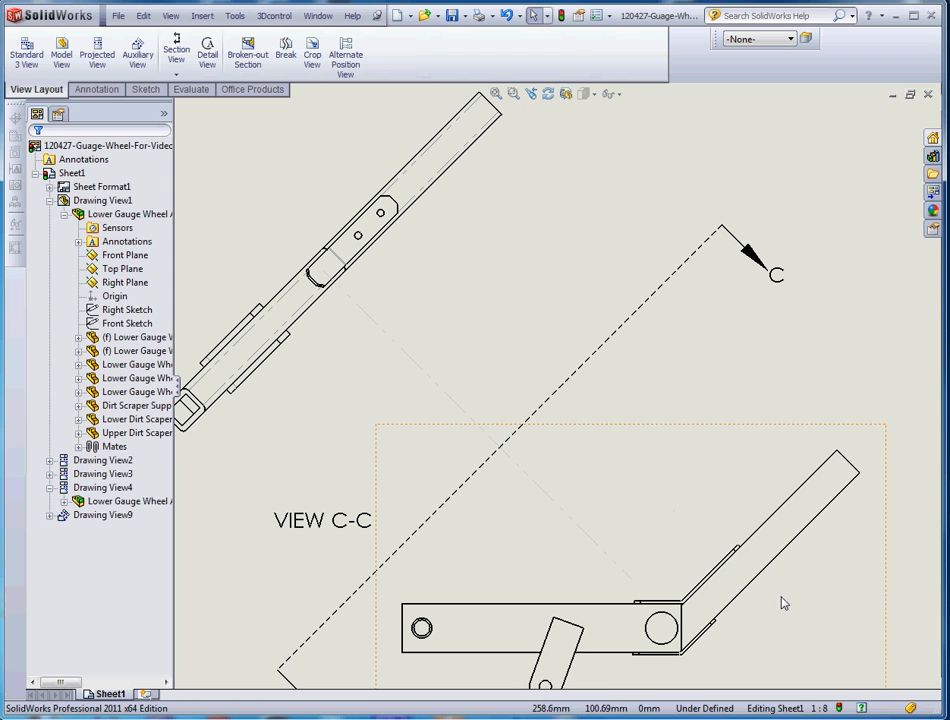 SolidWorks File Edit View Insert Tools 3Dcontrol Window Help 120427-Guage-Wh... Search SolidWorks Help
-None-
Standard 3 View
Model View
Projected View
Auxiliary View
Section View
Detail View
Broken-out Section
Break
Crop View
Alternate Position View
View Layout Annotation Sketch Evaluate Office Products
120427-Guage-Wheel-For-Video
Annotations
Sheet1
Sheet Format1
Drawing View1
Lower Gauge Wheel A
Sensors
Annotations
Front Plane
Top Plane
Right Plane
Origin
Right Sketch
Front Sketch
(f) Lower Gauge W
(f) Lower Gauge W
Lower Gauge Whe
Lower Gauge Whe
Lower Gauge Whe
Dirt Scraper Supp
Lower Dirt Scaper
Upper Dirt Scaper
Mates
Drawing View2
Drawing View3
Drawing View4
Lower Gauge Wheel A
Drawing View9
C
VIEW C-C
Sheet1
SolidWorks Professional 2011 x64 Edition 258.6mm 100.69mm 0mm Under Defined Editing Sheet1 1 : 8